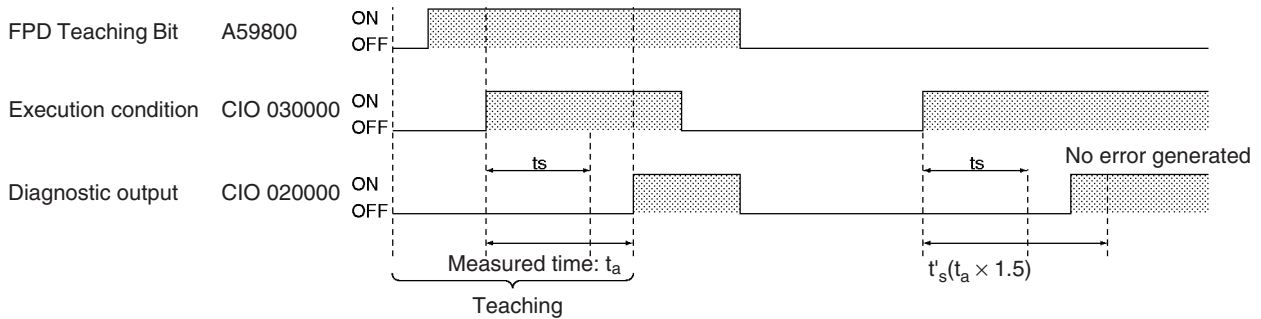 FPD Teaching Bit A59800 ON
OFF
Execution condition CIO 030000 ON
OFF
ts ts No error generated
Diagnostic output CIO 020000 ON
OFF
Measured time: ta t's(ta × 1.5)
Teaching